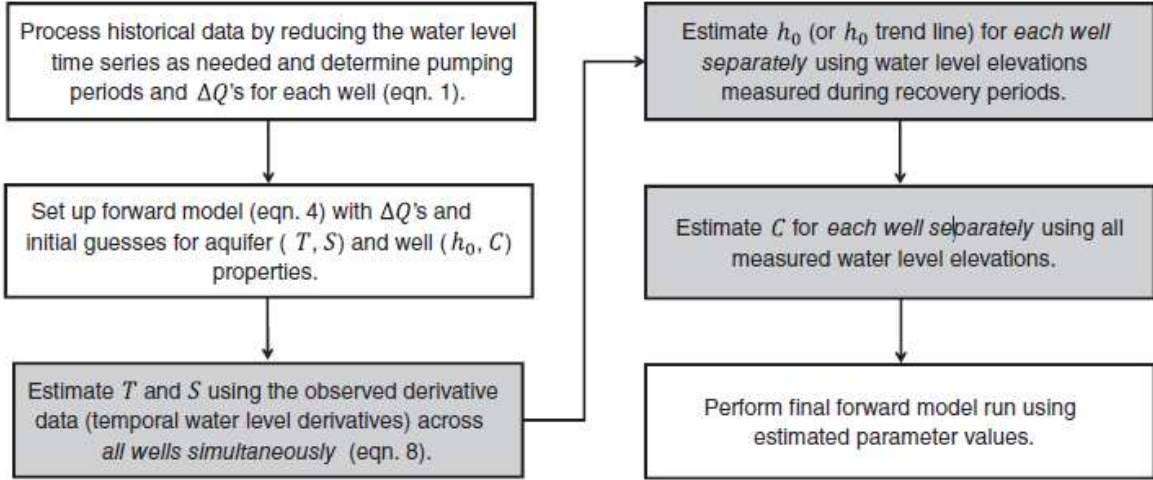 Process historical data by reducing the water level
time series as needed and determine pumping
periods and ΔQ's for each well (eqn. 1).
Set up forward model (eqn. 4) with ΔQ's and
initial guesses for aquifer ( T, S) and well (h₀, C)
properties.
Estimate T and S using the observed derivative
data (temporal water level derivatives) across
all wells simultaneously (eqn. 8).
Estimate h₀ (or h₀ trend line) for each well
separately using water level elevations
measured during recovery periods.
Estimate C for each well separately using all
measured water level elevations.
Perform final forward model run using
estimated parameter values.